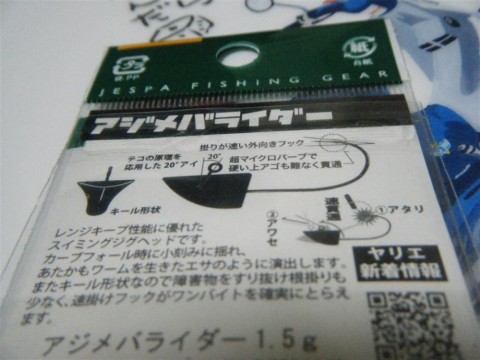 プラ
袋:PP
紙
台紙
JESPA FISHING GEAR
アジメバライダー
掛りが速い外向きフック
テコの原理を
応用した20°アイ
20°
超マイクロバーブで
硬い上アゴも難なく貫通
キール形状
速貫通
①アタリ
②アワセ
レンジキープ性能に優れた
スイミングジグヘッドです。
カーブフォール時に小刻みに揺れ、
あたかもワームを生きたエサのように演出します。
またキール形状なので障害物をすり抜け根掛りも
少なく、速掛けフックがワンバイトを確実にとらえ
ます。
ヤリエ
新着情報
アジメバライダー1.5g